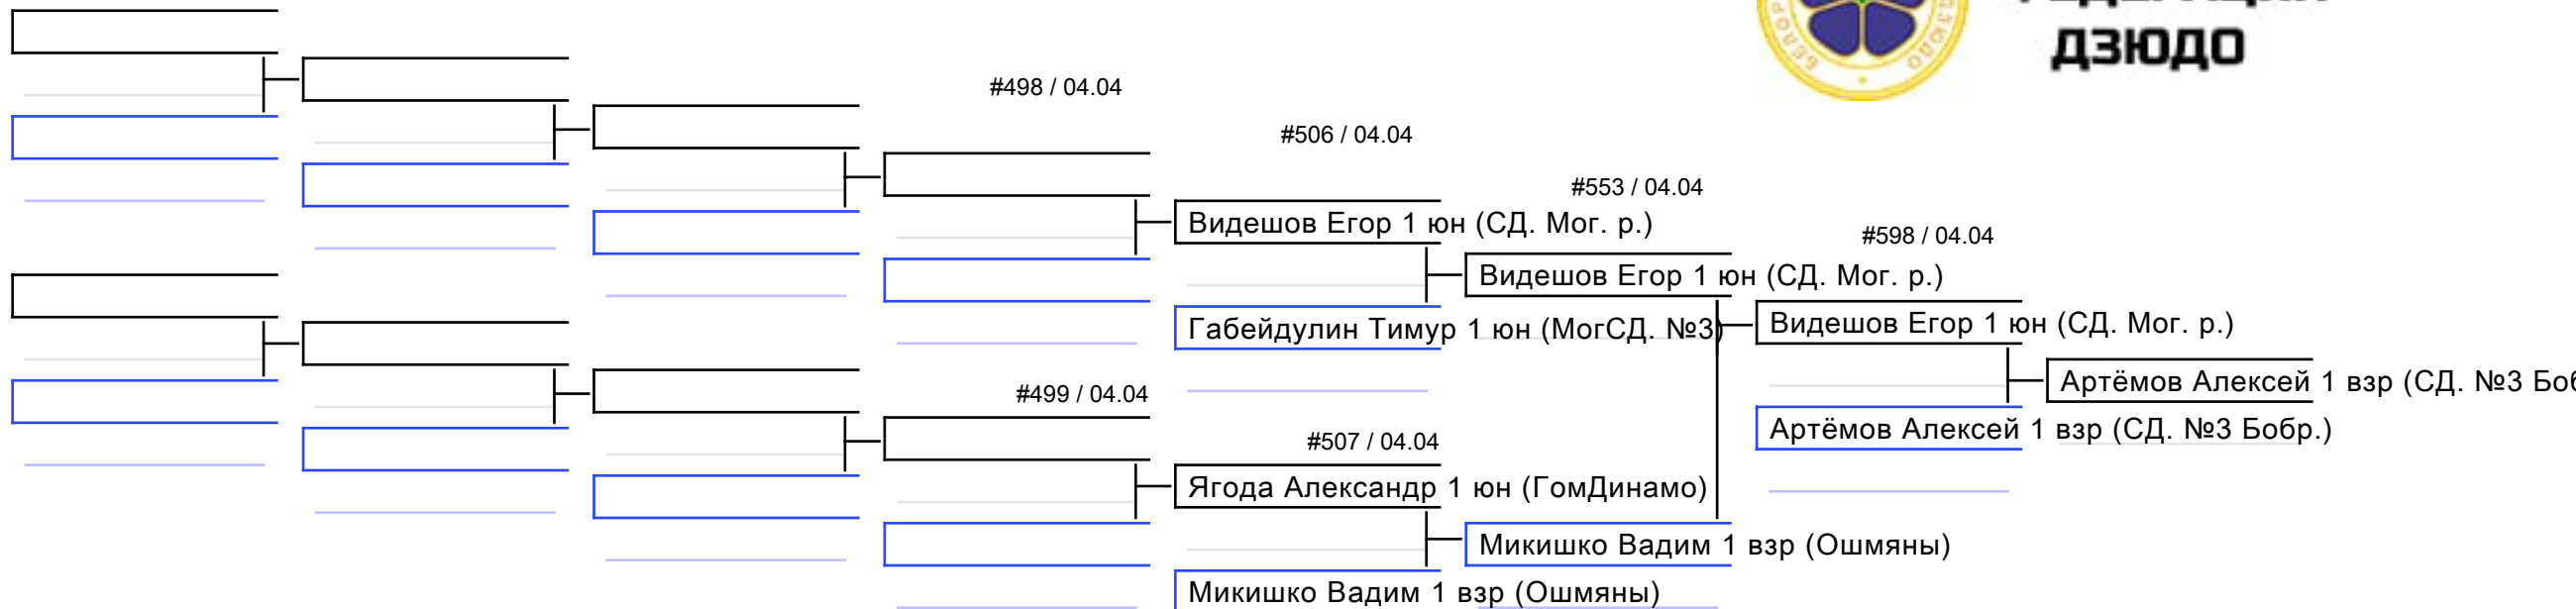 ДЗЮДО
#498 / 04.04
#506 / 04.04
#553 / 04.04
Видешов Егор 1 юн (СД. Мог. р.)
#598 / 04.04
Видешов Егор 1 юн (СД. Мог. р.)
Габейдулин Тимур 1 юн (МогСД. №3)
Видешов Егор 1 юн (СД. Мог. р.)
Артёмов Алексей 1 взр (СД. №3
#499 / 04.04
Артёмов Алексей 1 взр (СД. №3 Бобр.)
#507 / 04.04
Ягода Александр 1 юн (ГомДинамо)
Микишко Вадим 1 взр (Ошмяны)
Микишко Вадим 1 взр (Ошмяны)